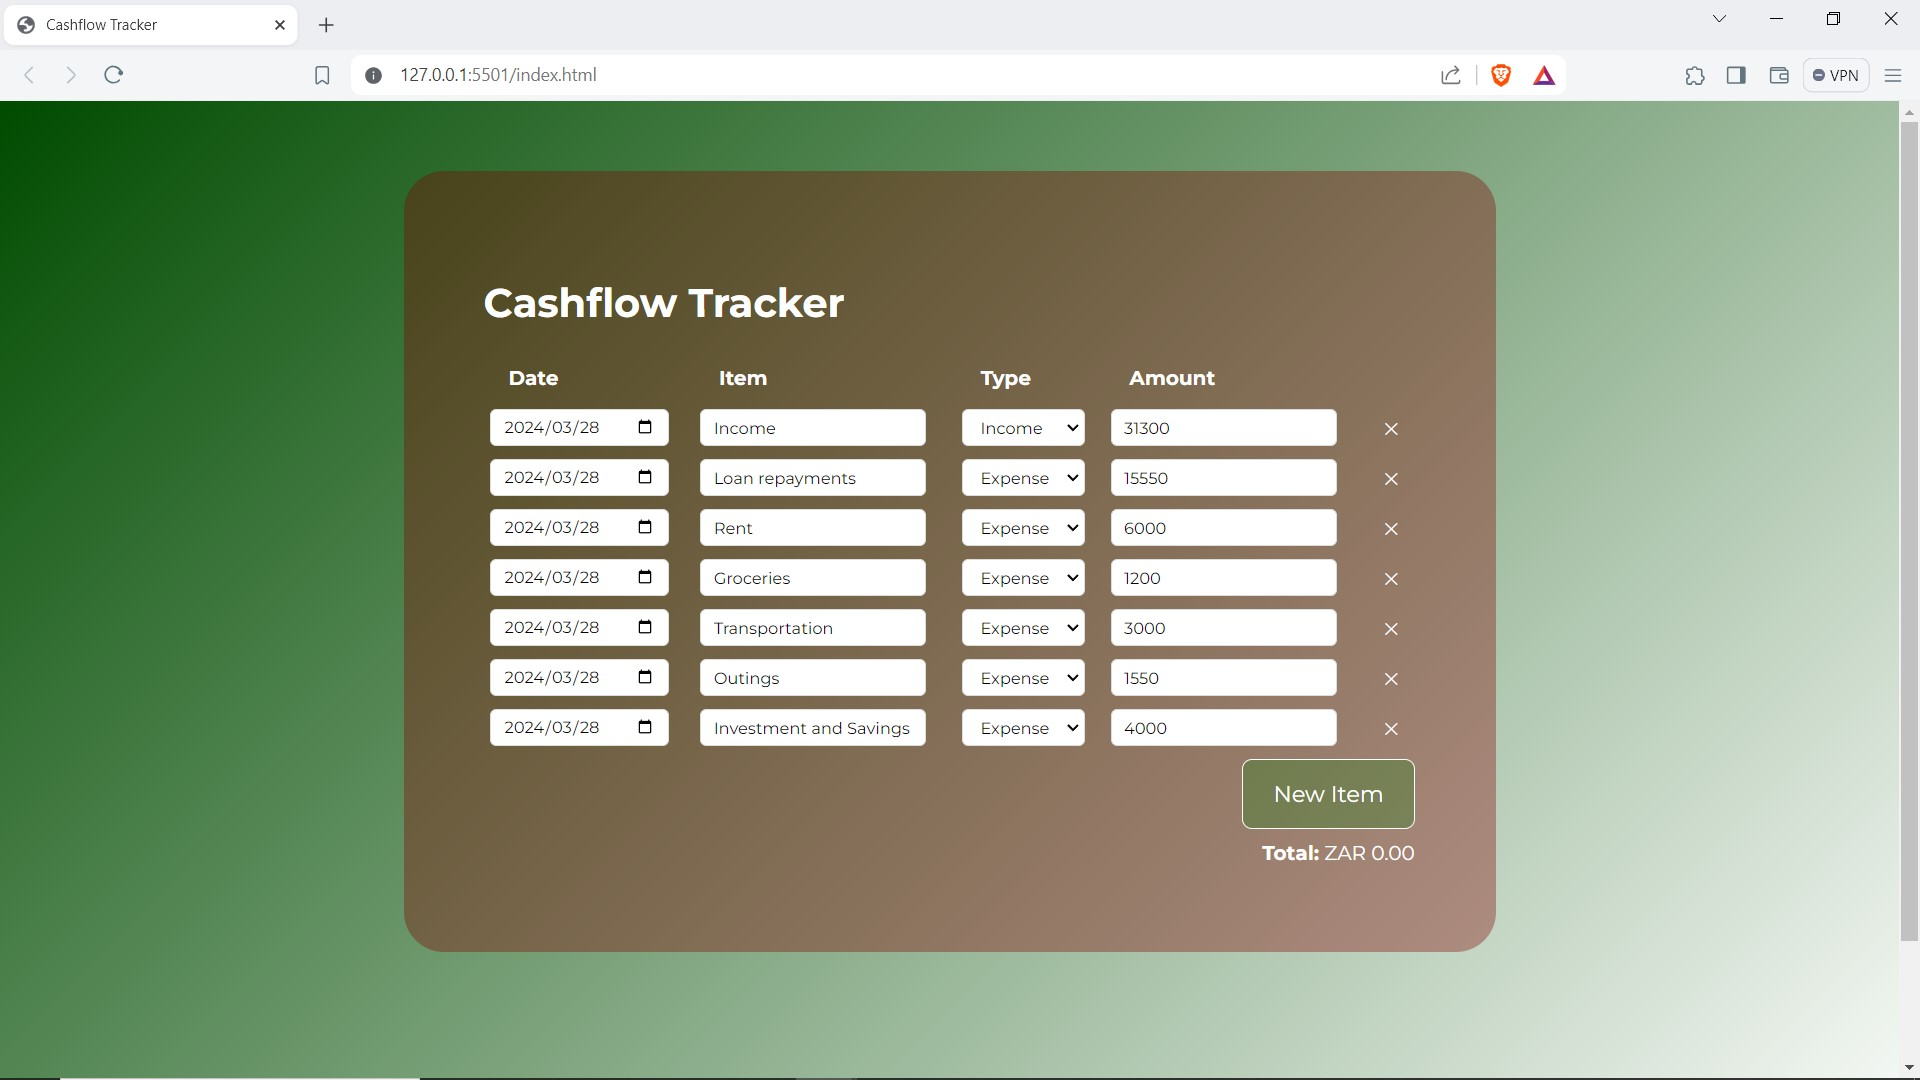 Cashflow Tracker
127.0.0.1:5501/index.html
VPN
Cashflow Tracker
Date Item Type Amount
2024/03/28 Income Income 31300
2024/03/28 Loan repayments Expense 15550
2024/03/28 Rent Expense 6000
2024/03/28 Groceries Expense 1200
2024/03/28 Transportation Expense 3000
2024/03/28 Outings Expense 1550
2024/03/28 Investment and Savings Expense 4000
New Item
Total: ZAR 0.00